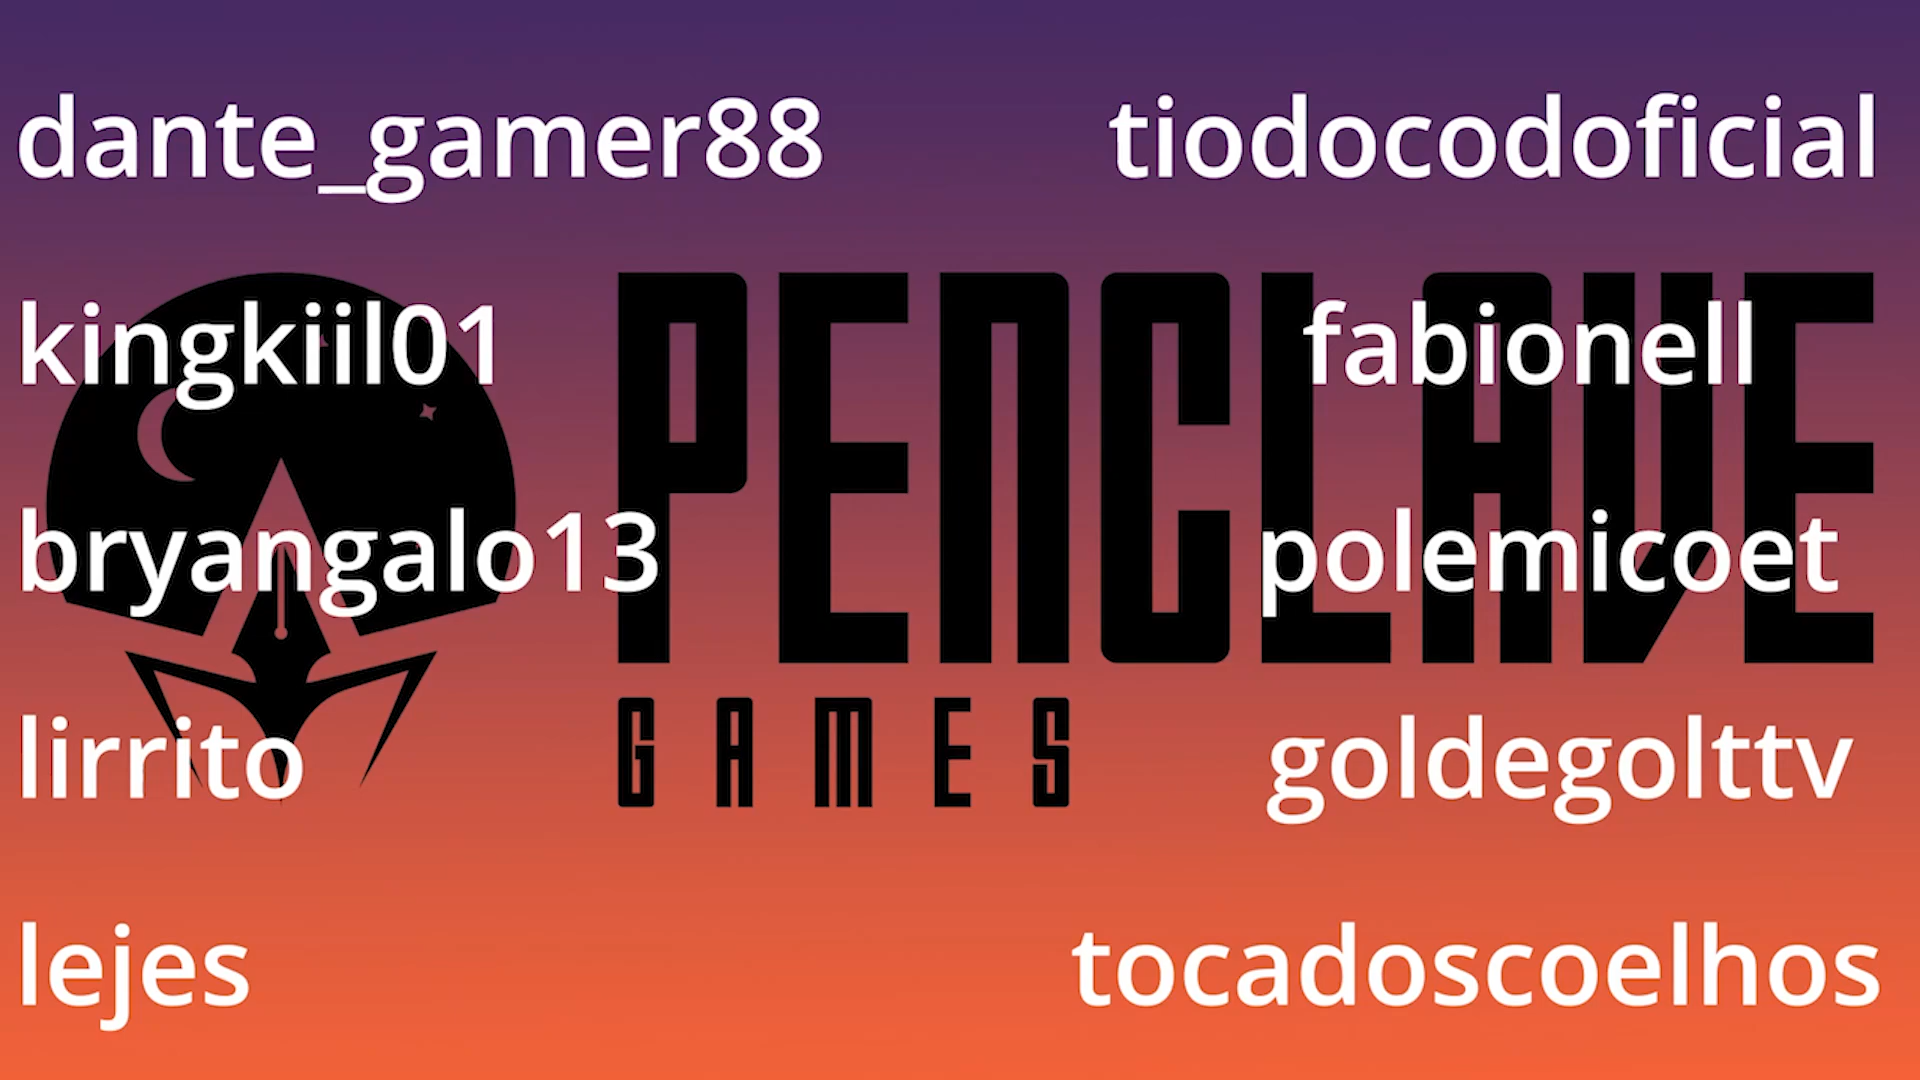 dante_gamer88
tiodocodoficial
kingkiil01
fabionell
bryangalo13
polemicoet
lirrito
goldegolttv
lejes
tocadoscoelhos
PENCLAVE
GAMES